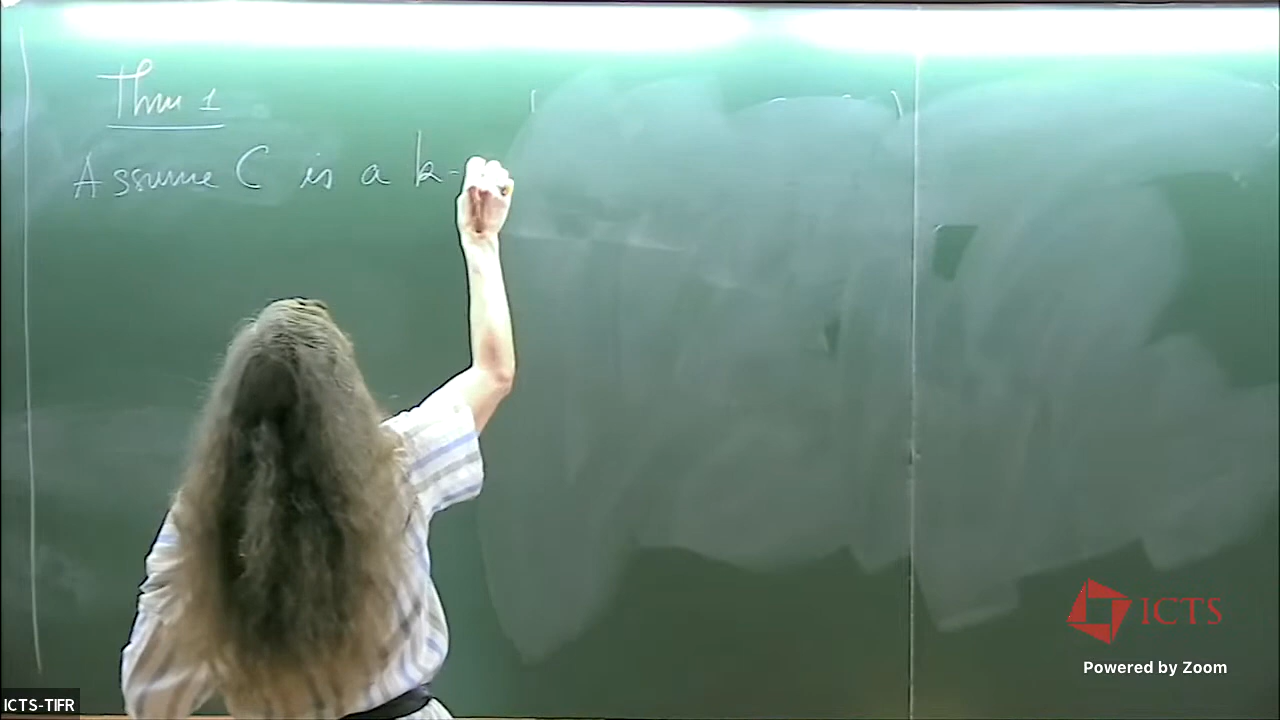 Thm 1
Assume C is a k-
ICTS
Powered by Zoom
ICTS-TIFR